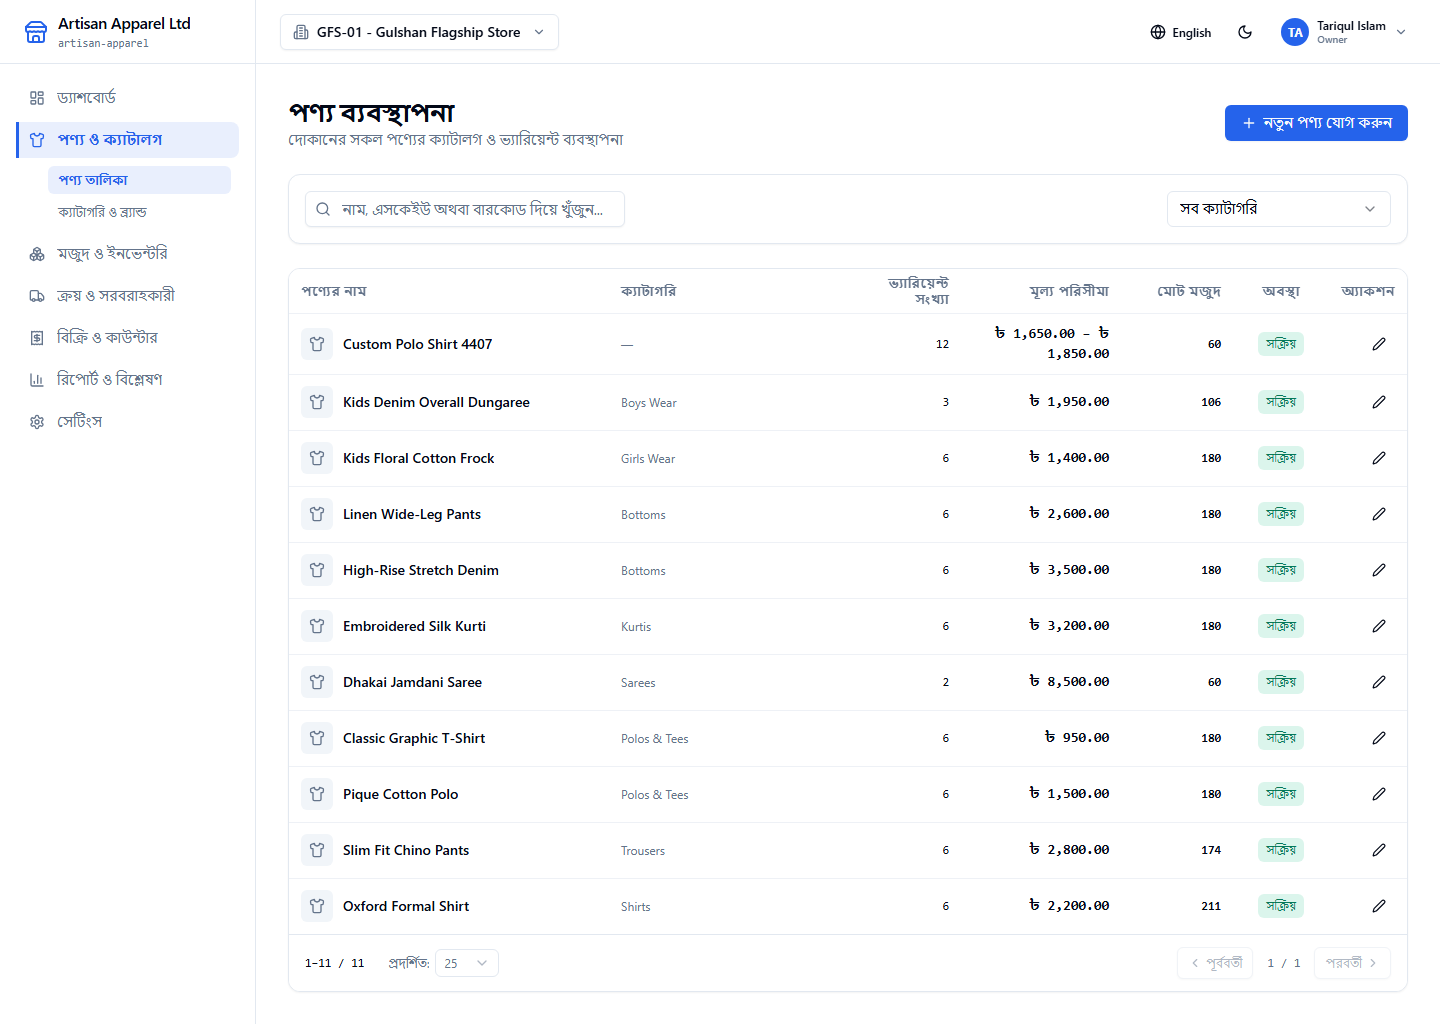 Artisan Apparel Ltd
artisan-apparel
GFS-01 - Gulshan Flagship Store
English
TA
Tariqul Islam
Owner
ড্যাশবোর্ড
পণ্য ও ক্যাটালগ
পণ্য তালিকা
ক্যাটাগরি ও ব্র্যান্ড
মজুদ ও ইনভেন্টরি
ক্রয় ও সরবরাহকারী
বিক্রি ও কাউন্টার
রিপোর্ট ও বিশ্লেষণ
সেটিংস
পণ্য ব্যবস্থাপনা
দোকানের সকল পণ্যের ক্যাটালগ ও ভ্যারিয়েন্ট ব্যবস্থাপনা
নতুন পণ্য যোগ করুন
নাম, এসকেইউ অথবা বারকোড দিয়ে খুঁজুন...
সব ক্যাটাগরি
পণ্যের নাম ক্যাটাগরি ভ্যারিয়েন্ট সংখ্যা মূল্য পরিসীমা মোট মজুদ অবস্থা অ্যাকশন
Custom Polo Shirt 4407 — 12 ৳ 1,650.00 – ৳ 1,850.00 60 সক্রিয়
Kids Denim Overall Dungaree Boys Wear 3 ৳ 1,950.00 106 সক্রিয়
Kids Floral Cotton Frock Girls Wear 6 ৳ 1,400.00 180 সক্রিয়
Linen Wide-Leg Pants Bottoms 6 ৳ 2,600.00 180 সক্রিয়
High-Rise Stretch Denim Bottoms 6 ৳ 3,500.00 180 সক্রিয়
Embroidered Silk Kurti Kurtis 6 ৳ 3,200.00 180 সক্রিয়
Dhakai Jamdani Saree Sarees 2 ৳ 8,500.00 60 সক্রিয়
Classic Graphic T-Shirt Polos & Tees 6 ৳ 950.00 180 সক্রিয়
Pique Cotton Polo Polos & Tees 6 ৳ 1,500.00 180 সক্রিয়
Slim Fit Chino Pants Trousers 6 ৳ 2,800.00 174 সক্রিয়
Oxford Formal Shirt Shirts 6 ৳ 2,200.00 211 সক্রিয়
1–11 / 11 প্রদর্শিত: 25 পূর্ববর্তী 1 / 1 পরবর্তী